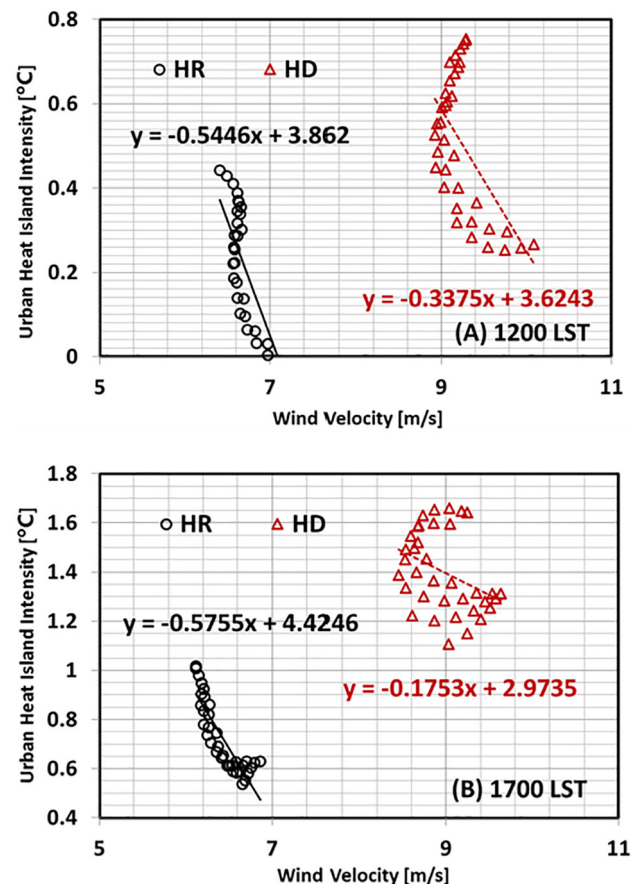 0.8
HR HD
y = -0.5446x + 3.862
0.6
0.4
0.2
0
Urban Heat Island Intensity [°C]
y = -0.3375x + 3.6243
(A) 1200 LST
5 7 9 11
Wind Velocity [m/s]
1.8
1.6
HR HD
1.4
y = -0.5755x + 4.4246
1.2
1
0.8
0.6
0.4
Urban Heat Island Intensity [°C]
y = -0.1753x + 2.9735
(B) 1700 LST
5 7 9 11
Wind Velocity [m/s]